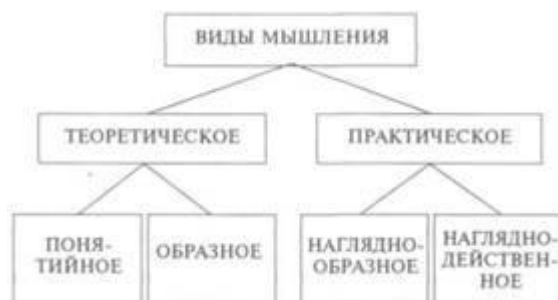 ВИДЫ МЫШЛЕНИЯ
ТЕОРЕТИЧЕСКОЕ
ПРАКТИЧЕСКОЕ
ПОНЯ-
ТИЙНОЕ
ОБРАЗНОЕ
НАГЛЯДНО-
ОБРАЗНОЕ
НАГЛЯДНО-
ДЕЙСТВЕН-
НОЕ